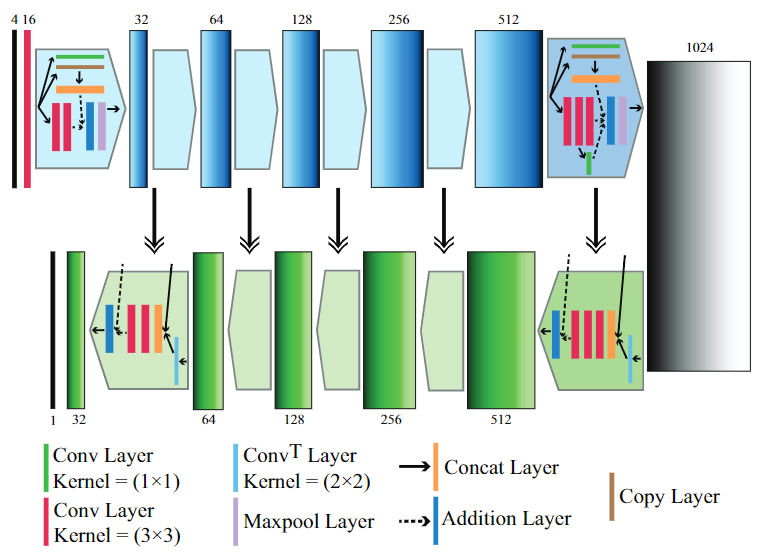 4 16 32 64 128 256 512
1024
1 32 64 128 256 512
Conv Layer
Kernel = (1×1)
Conv Layer
Kernel = (3×3)
ConvT Layer
Kernel = (2×2)
Maxpool Layer
Concat Layer
Addition Layer
Copy Layer